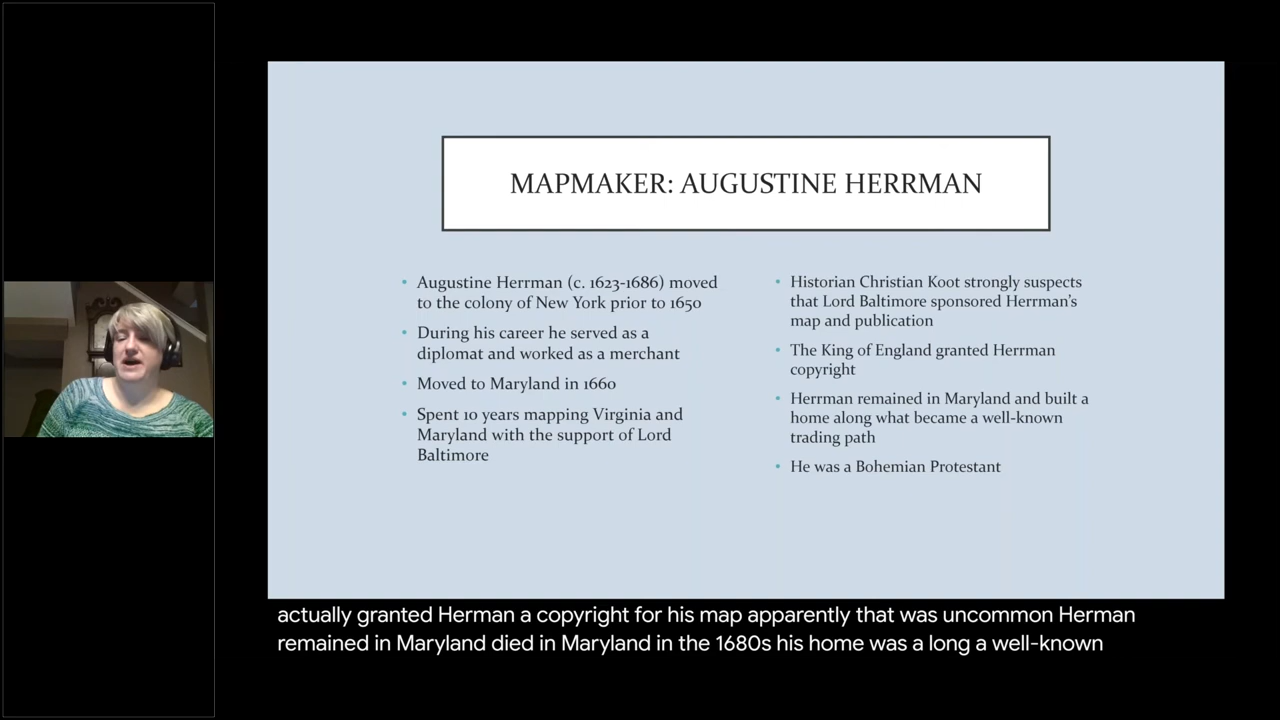 MAPMAKER: AUGUSTINE HERRMAN
• Augustine Herrman (c. 1623-1686) moved
to the colony of New York prior to 1650
• During his career he served as a
diplomat and worked as a merchant
• Moved to Maryland in 1660
• Spent 10 years mapping Virginia and
Maryland with the support of Lord
Baltimore
• Historian Christian Koot strongly suspects
that Lord Baltimore sponsored Herrman's
map and publication
• The King of England granted Herrman
copyright
• Herrman remained in Maryland and built a
home along what became a well-known
trading path
• He was a Bohemian Protestant
actually granted Herman a copyright for his map apparently that was uncommon Herman
remained in Maryland died in Maryland in the 1680s his home was a long a well-known